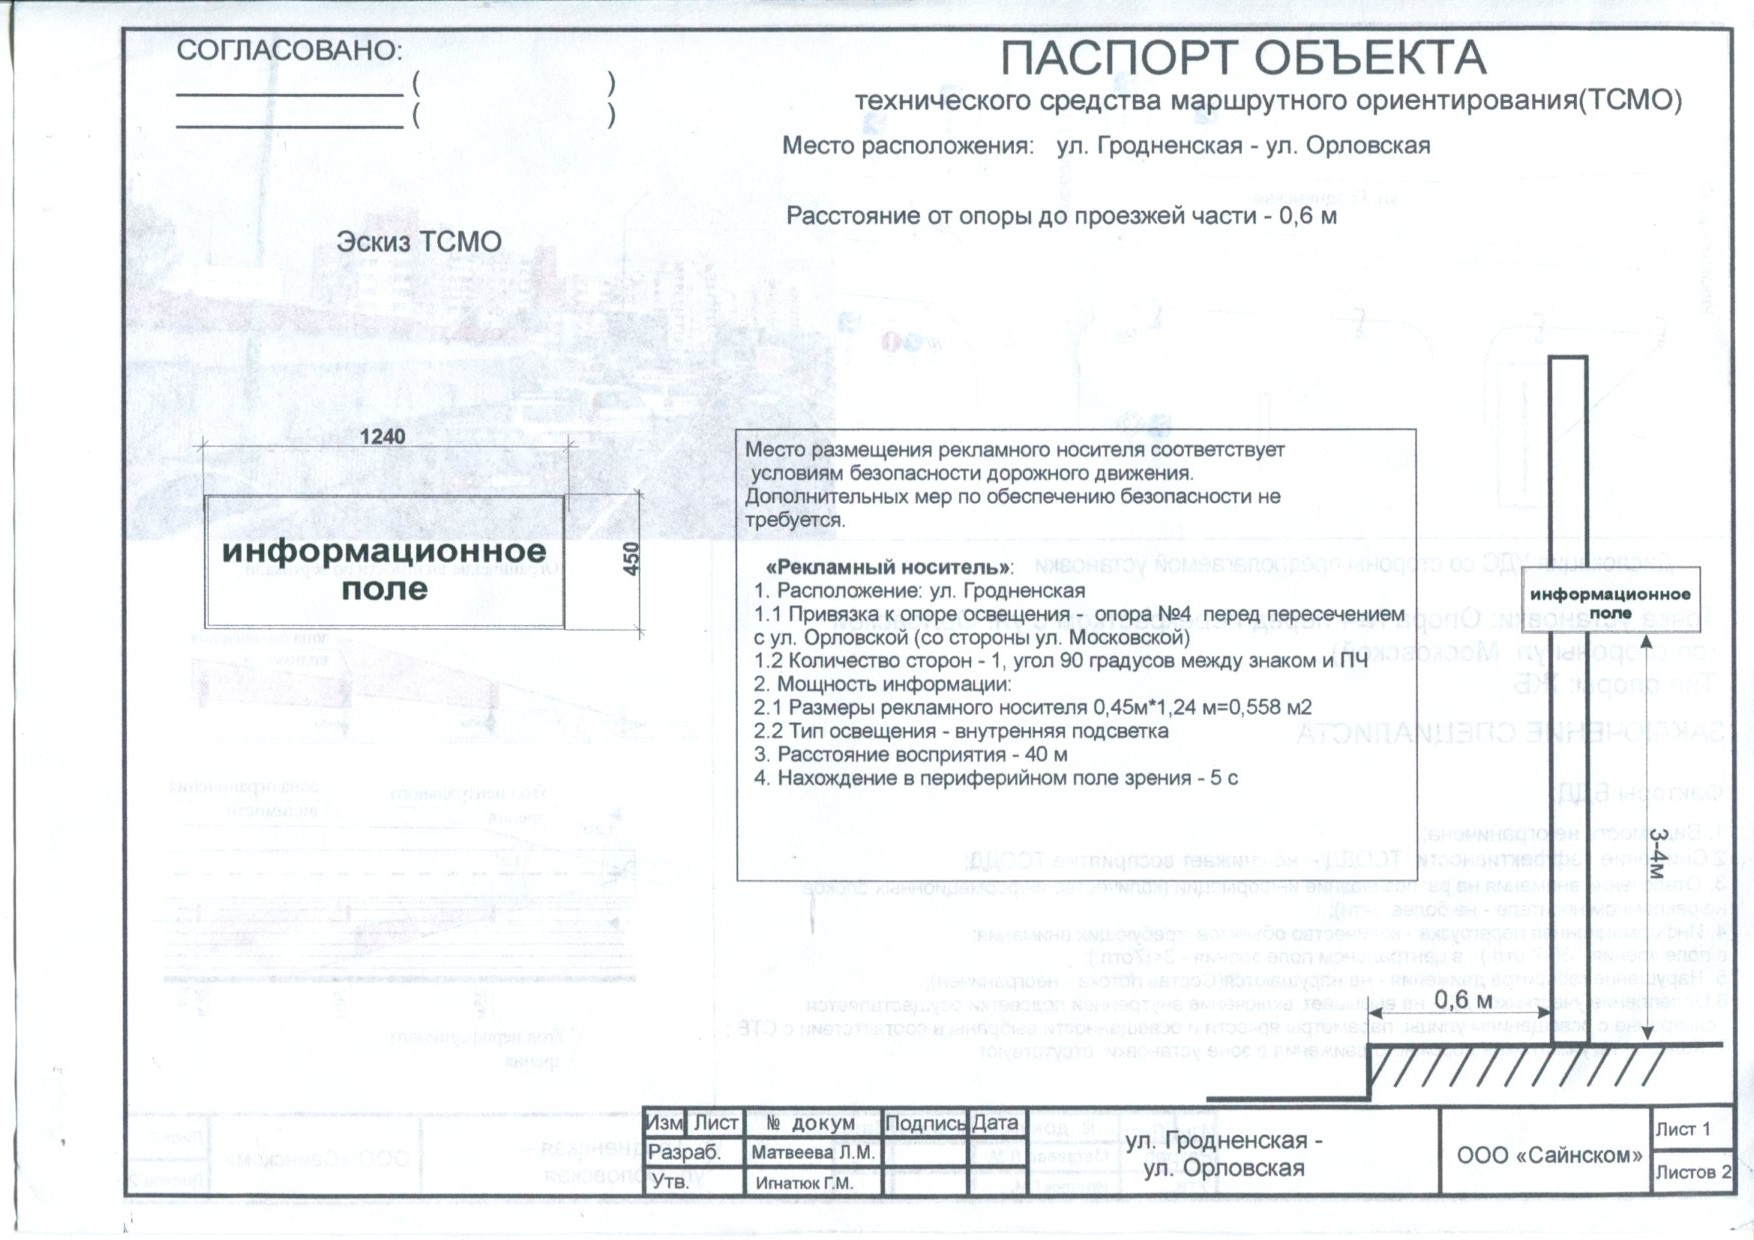 СОГЛАСОВАНО:
( )
( )
ПАСПОРТ ОБЪЕКТА
технического средства маршрутного ориентирования(ТСМО)
Место расположения: ул. Гродненская - ул. Орловская
Расстояние от опоры до проезжей части - 0,6 м
Эскиз ТСМО
1240
информационное
поле
450
Место размещения рекламного носителя соответствует
условиям безопасности дорожного движения.
Дополнительных мер по обеспечению безопасности не
требуется.
«Рекламный носитель»:
1. Расположение: ул. Гродненская
1.1 Привязка к опоре освещения - опора №4 перед пересечением
с ул. Орловской (со стороны ул. Московской)
1.2 Количество сторон - 1, угол 90 градусов между знаком и ПЧ
2. Мощность информации:
2.1 Размеры рекламного носителя 0,45м*1,24 м=0,558 м2
2.2 Тип освещения - внутренняя подсветка
3. Расстояние восприятия - 40 м
4. Нахождение в периферийном поле зрения - 5 с
информационное
поле
3-4м
0,6 м
Изм Лист № докум Подпись Дата
Разраб. Матвеева Л.М.
Утв. Игнатюк Г.М.
ул. Гродненская -
ул. Орловская
ООО «Сайнском»
Лист 1
Листов 2